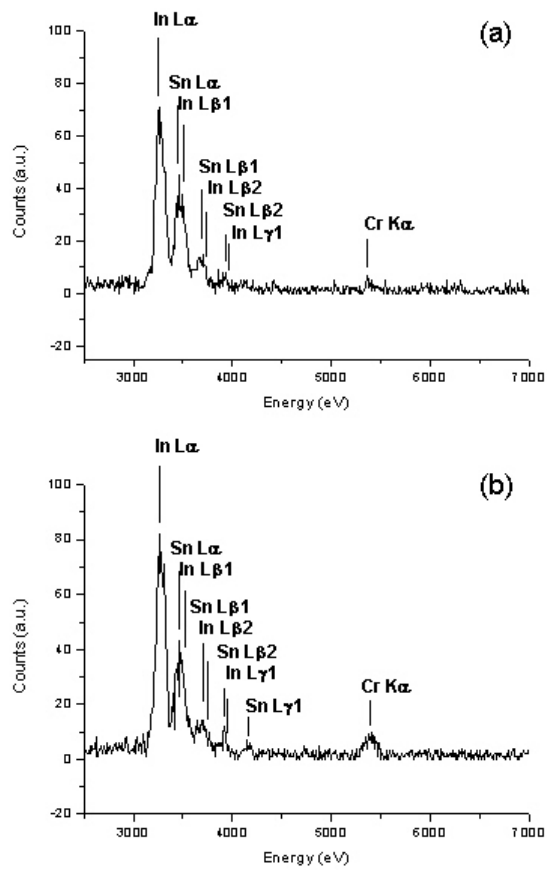 (a)
In Lα
Sn Lα
In Lβ1
Sn Lβ1
In Lβ2
Sn Lβ2
In Lγ1
Cr Kα
Counts (a.u.)
100
80
60
40
20
0
-20
3000 4000 5000 6000 7000
Energy (eV)
(b)
In Lα
Sn Lα
In Lβ1
Sn Lβ1
In Lβ2
Sn Lβ2
In Lγ1
Sn Lγ1
Cr Kα
Counts (a.u.)
100
80
60
40
20
0
-20
3000 4000 5000 6000 7000
Energy (eV)